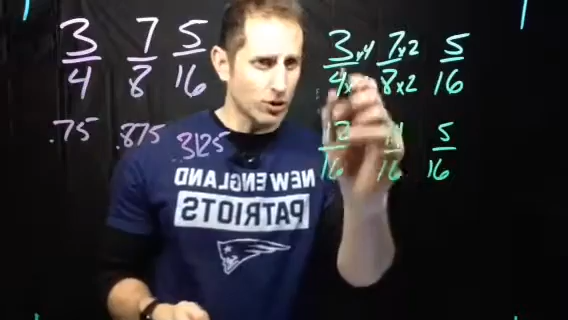 3 7 5
4 8 16
.75 .875 .3125
3x4 7x2 5
4x 8x2 16
5
16 16 16
NEW ENGLAND
PATRIOTS